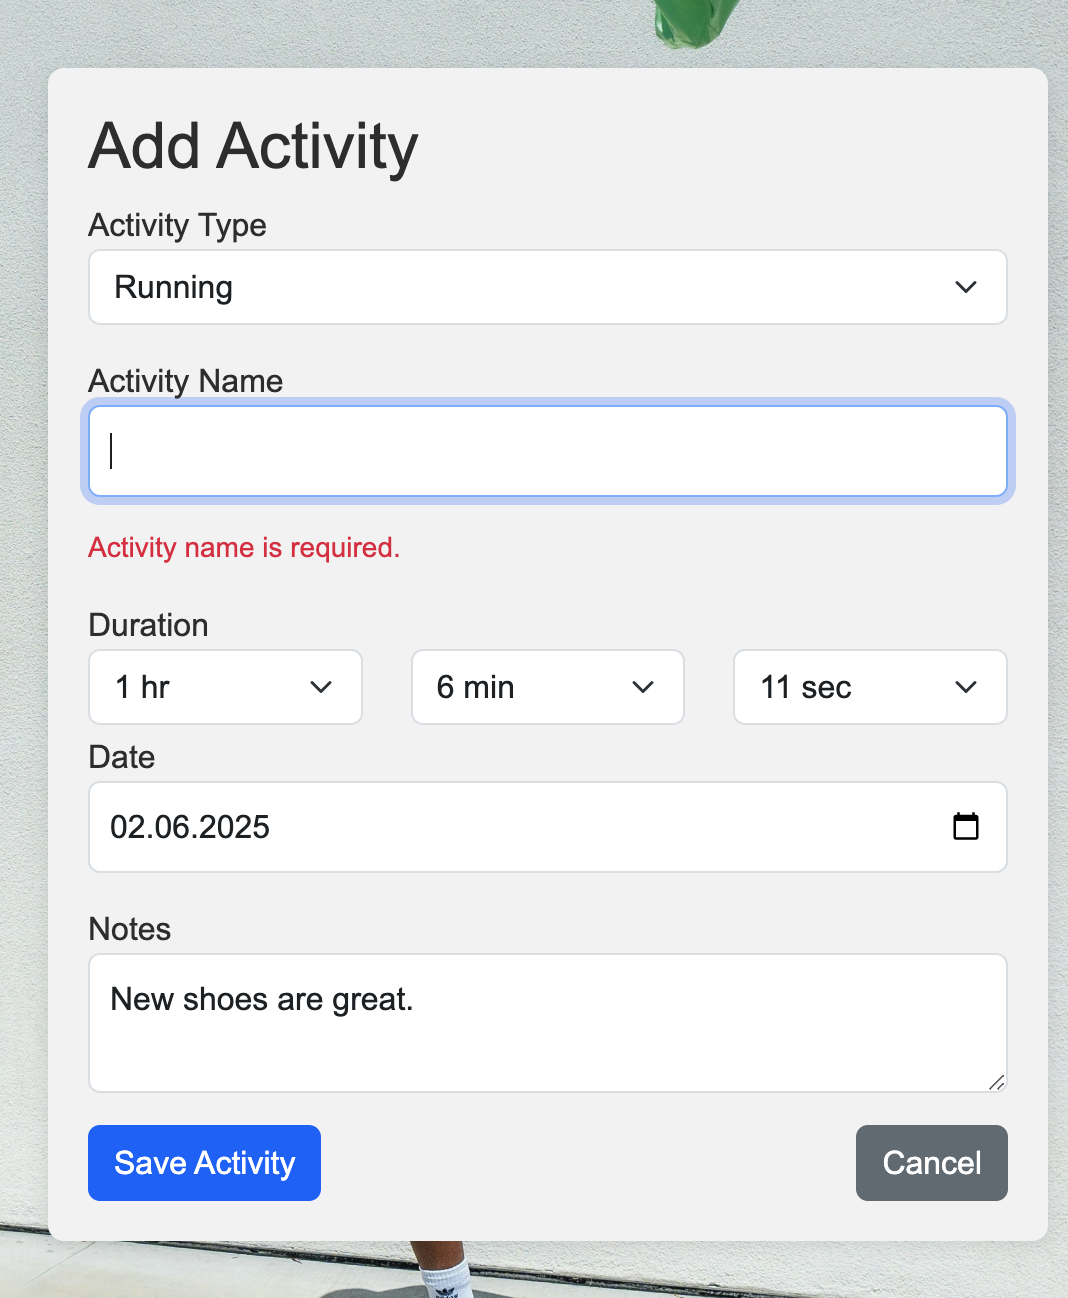 Add Activity
Activity Type
Running
Activity Name
Activity name is required.
Duration
1 hr 6 min 11 sec
Date
02.06.2025
Notes
New shoes are great.
Save Activity Cancel